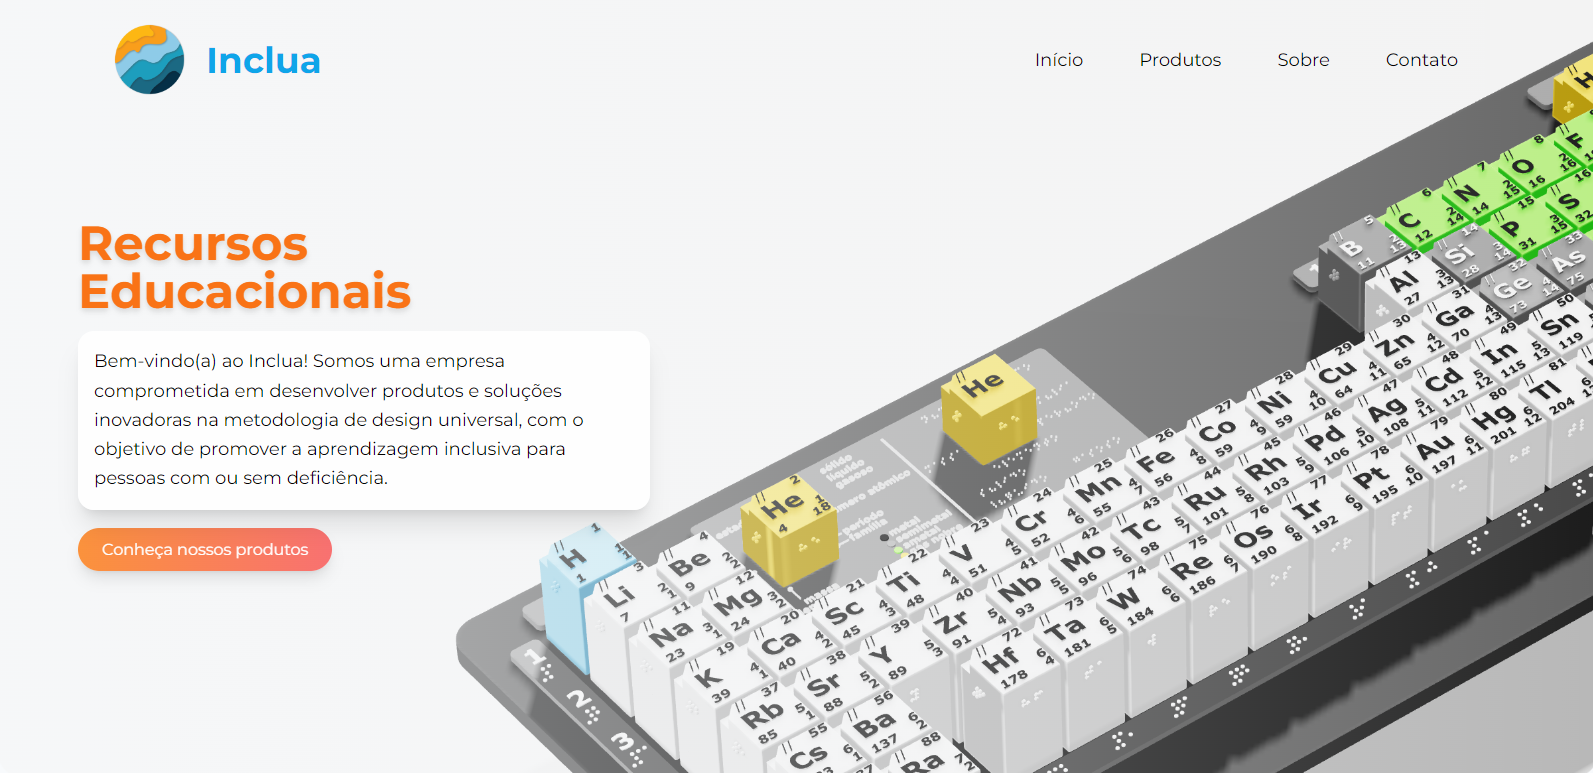 Inclua
Início
Produtos
Sobre
Contato
Recursos
Educacionais
Bem-vindo(a) ao Inclua! Somos uma empresa
comprometida em desenvolver produtos e soluções
inovadoras na metodologia de design universal, com o
objetivo de promover a aprendizagem inclusiva para
pessoas com ou sem deficiência.
Conheça nossos produtos
He
sólido
líquido
gasoso
He
2
4
18
período
família
metal
semimetal
H
1
1
Li
3
7
Be
4
Na
11
23
Mg
12
24
K
19
39
Ca
20
40
Sc
21
45
Ti
22
48
V
23
51
Cr
24
52
Mn
25
55
Fe
26
56
Co
27
59
Ni
28
59
Cu
29
64
Zn
30
65
Ga
31
70
Ge
32
73
As
33
75
B
5
11
C
6
12
N
7
14
O
8
16
F
Al
13
27
Si
14
28
P
15
31
S
16
32
Rb
37
85
Sr
38
88
Y
39
89
Zr
40
91
Nb
93
Mo
42
96
Tc
43
98
Ru
101
Rh
45
103
Pd
46
106
Ag
47
108
Cd
48
112
In
49
115
Sn
50
119
Cs
55
Ba
56
137
Hf
72
178
Ta
73
181
W
74
184
Re
75
186
Os
190
Ir
77
192
Pt
78
195
Au
79
197
Hg
80
201
Tl
81
204
Ra
88
1
2
3